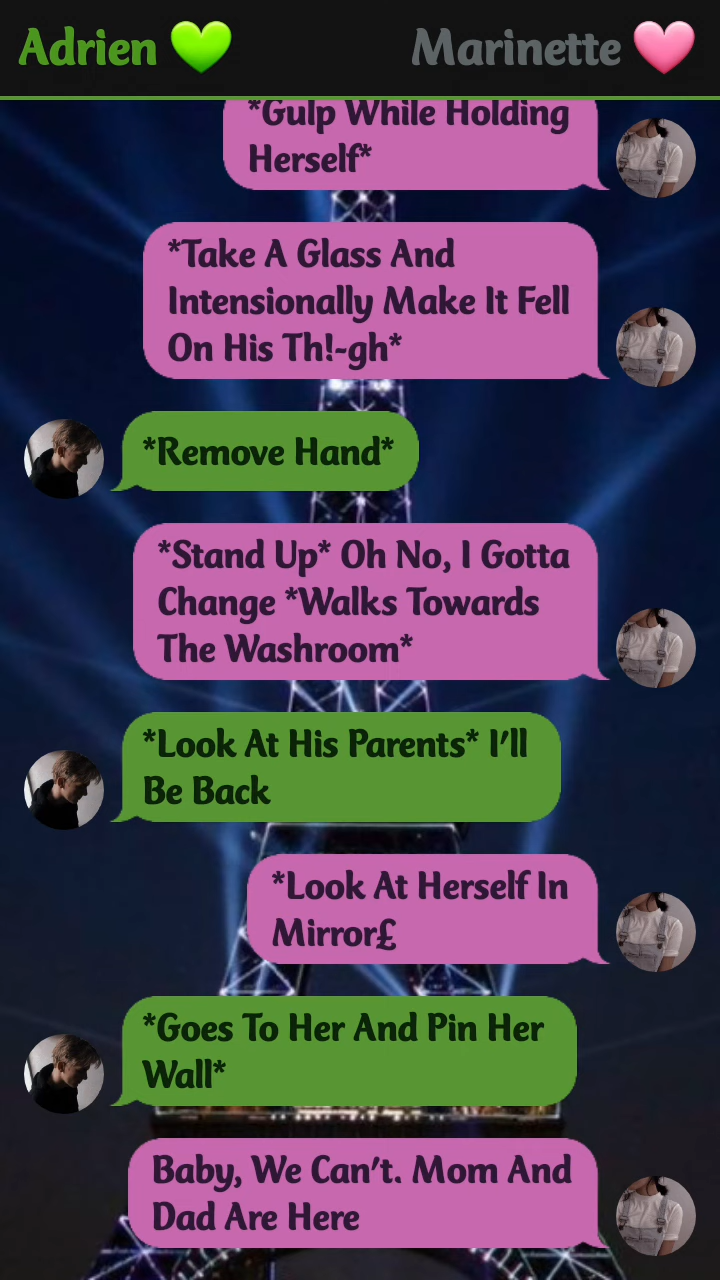 Adrien 💚 Marinette 🩷
*Gulp While Holding
Herself*
*Take A Glass And
Intensionally Make It Fell
On His Th!-gh*
*Remove Hand*
*Stand Up* Oh No, I Gotta
Change *Walks Towards
The Washroom*
*Look At His Parents* I'll
Be Back
*Look At Herself In
Mirror£
*Goes To Her And Pin Her
Wall*
Baby, We Can't. Mom And
Dad Are Here